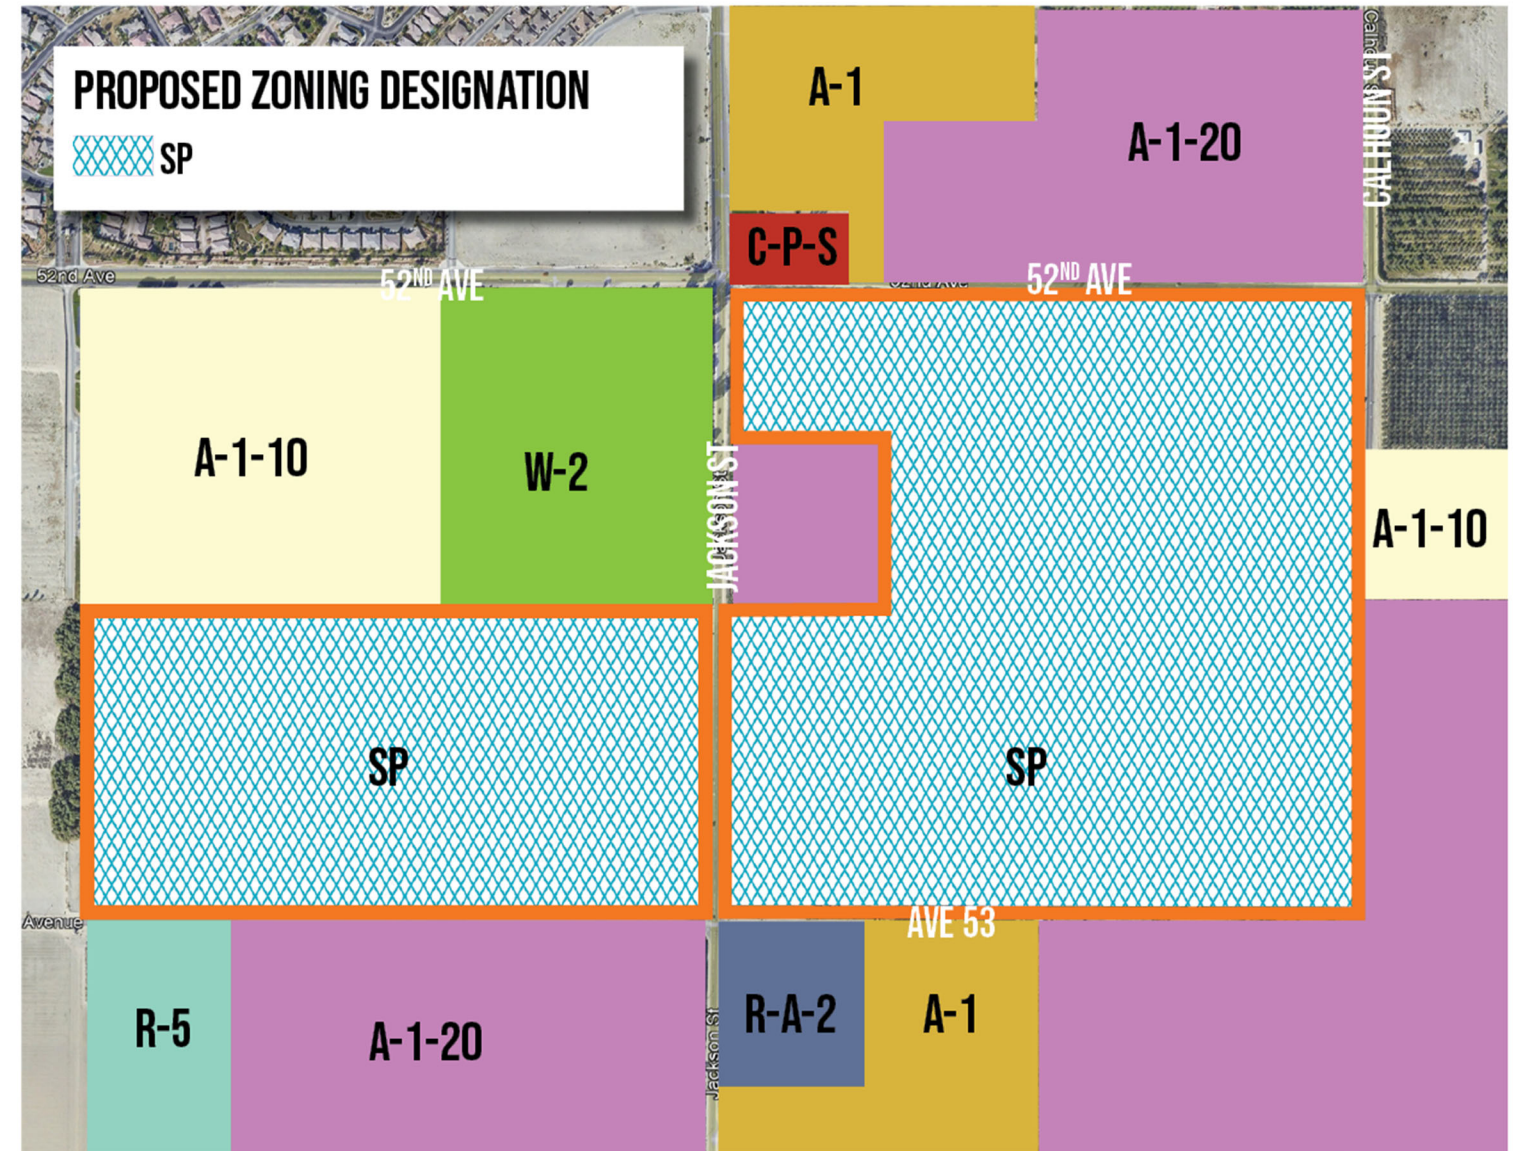 PROPOSED ZONING DESIGNATION
SP
A-1
A-1-20
CALHOUN ST
C-P-S
52nd Ave
52ND AVE
52ND AVE
A-1-10
W-2
JACKSON ST
A-1-10
SP
SP
Avenue
AVE 53
R-5
A-1-20
R-A-2
A-1
Jackson St